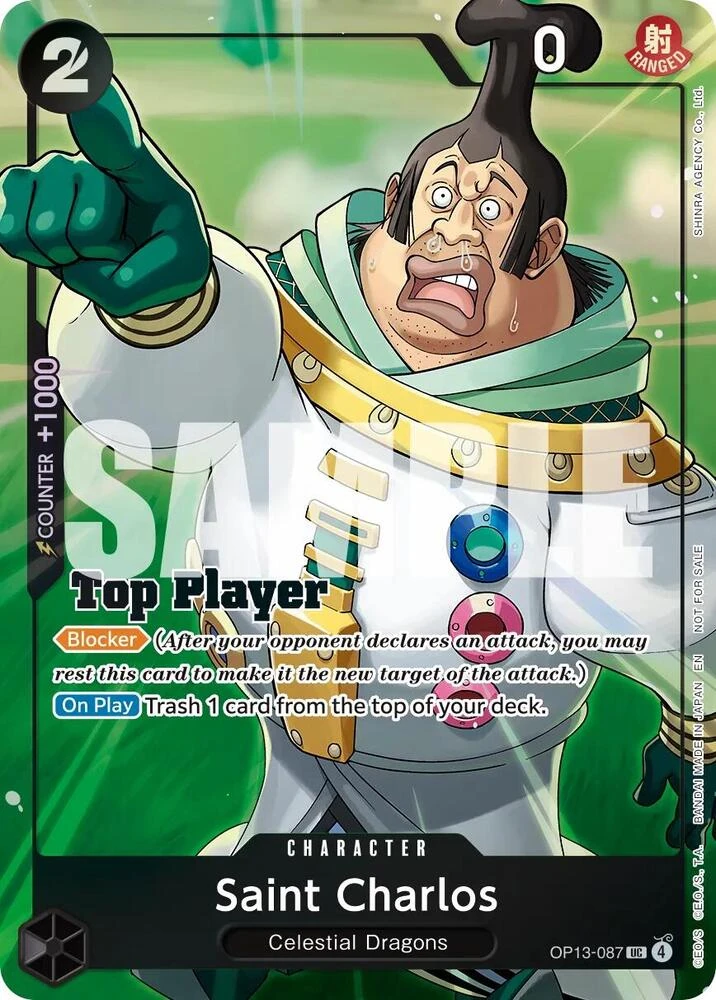 2
0
射
RANGED
SHINRA AGENCY Co., Ltd.
COUNTER +1000
SAMPLE
Top Player
Blocker (After your opponent declares an attack, you may
rest this card to make it the new target of the attack.)
On Play Trash 1 card from the top of your deck.
©E.O/S ©E.O./S., T.A. BANDAI MADE IN JAPAN EN NOT FOR SALE
CHARACTER
Saint Charlos
Celestial Dragons
OP13-087 UC 4